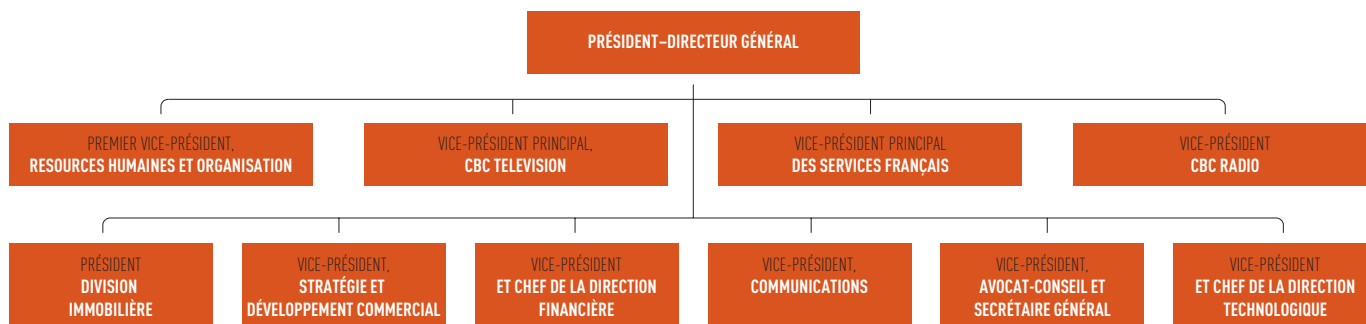 PRÉSIDENT–DIRECTEUR GÉNÉRAL
PREMIER VICE-PRÉSIDENT,
RESOURCES HUMAINES ET ORGANISATION
VICE-PRÉSIDENT PRINCIPAL,
CBC TELEVISION
VICE-PRÉSIDENT PRINCIPAL
DES SERVICES FRANÇAIS
VICE-PRÉSIDENT
CBC RADIO
PRÉSIDENT
DIVISION
IMMOBILIÈRE
VICE-PRÉSIDENT,
STRATÉGIE ET
DÉVELOPPEMENT COMMERCIAL
VICE-PRÉSIDENT
ET CHEF DE LA DIRECTION
FINANCIÈRE
VICE-PRÉSIDENT,
COMMUNICATIONS
VICE-PRÉSIDENT,
AVOCAT-CONSEIL ET
SECRÉTAIRE GÉNÉRAL
VICE-PRÉSIDENT
ET CHEF DE LA DIRECTION
TECHNOLOGIQUE